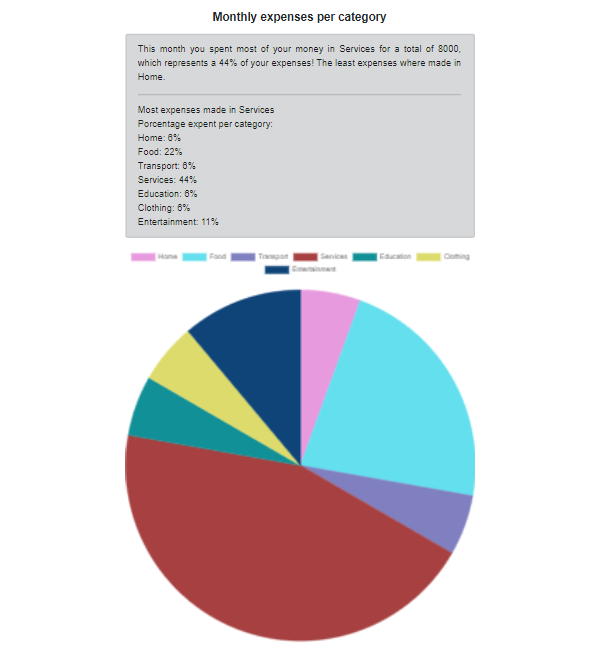 Monthly expenses per category
This month you spent most of your money in Services for a total of 8000,
which represents a 44% of your expenses! The least expenses where made in
Home.
Most expenses made in Services
Porcentage expent per category:
Home: 6%
Food: 22%
Transport: 6%
Services: 44%
Education: 6%
Clothing: 6%
Entertainment: 11%
Home Food Transport Services Education Clothing
Entertainment